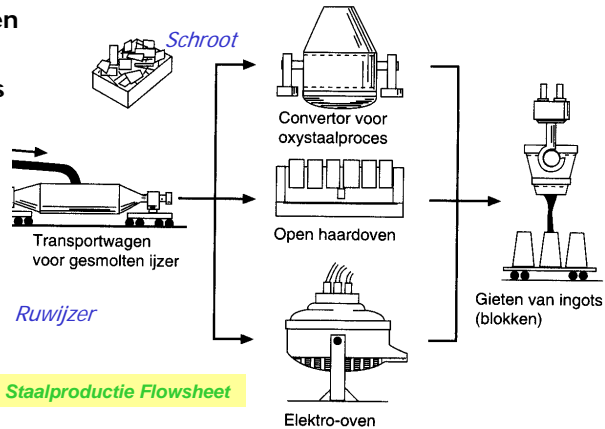 en
s
Schroot
Convertor voor
oxystaalproces
Transportwagen
voor gesmolten ijzer
Open haardoven
Ruwijzer
Gieten van ingots
(blokken)
Staalproductie Flowsheet
Elektro-oven